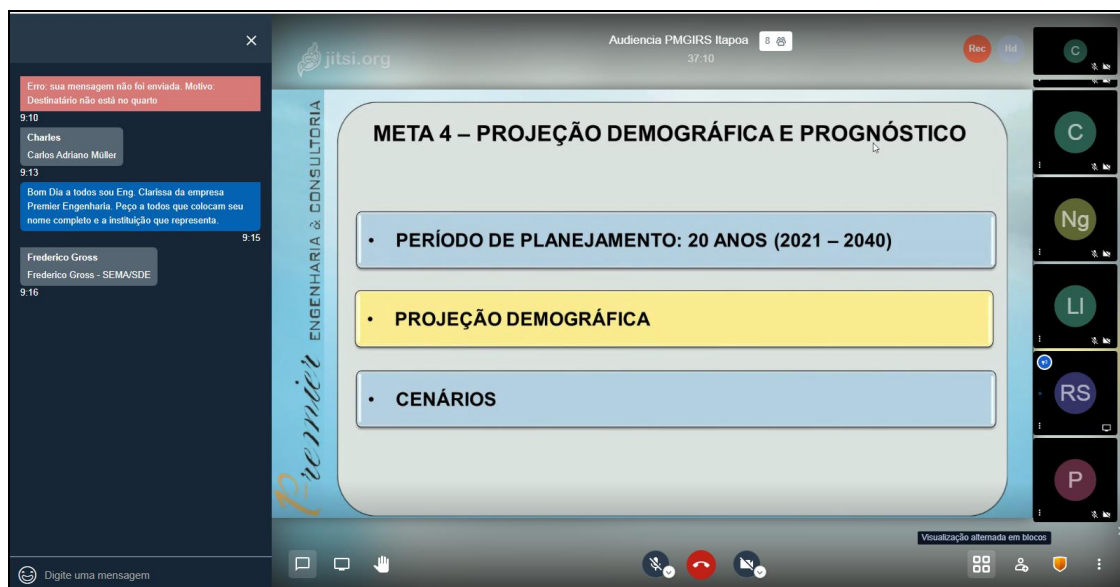 jitsi.org
Audiencia PMGIRS Itapoa 8
37:10
Rec
Hd
Erro: sua mensagem não foi enviada. Motivo:
Destinatário não está no quarto
9:10
Charles
Carlos Adriano Müller
9:13
Bom Dia a todos sou Eng. Clarissa da empresa
Premier Engenharia. Peço a todos que colocam seu
nome completo e a instituição que representa.
9:15
Frederico Gross
Frederico Gross - SEMA/SDE
9:16
Digite uma mensagem
Premier ENGENHARIA & CONSULTORIA
META 4 – PROJEÇÃO DEMOGRÁFICA E PROGNÓSTICO
• PERÍODO DE PLANEJAMENTO: 20 ANOS (2021 – 2040)
• PROJEÇÃO DEMOGRÁFICA
• CENÁRIOS
C
C
Ng
LI
RS
P
Visualização alternada em blocos